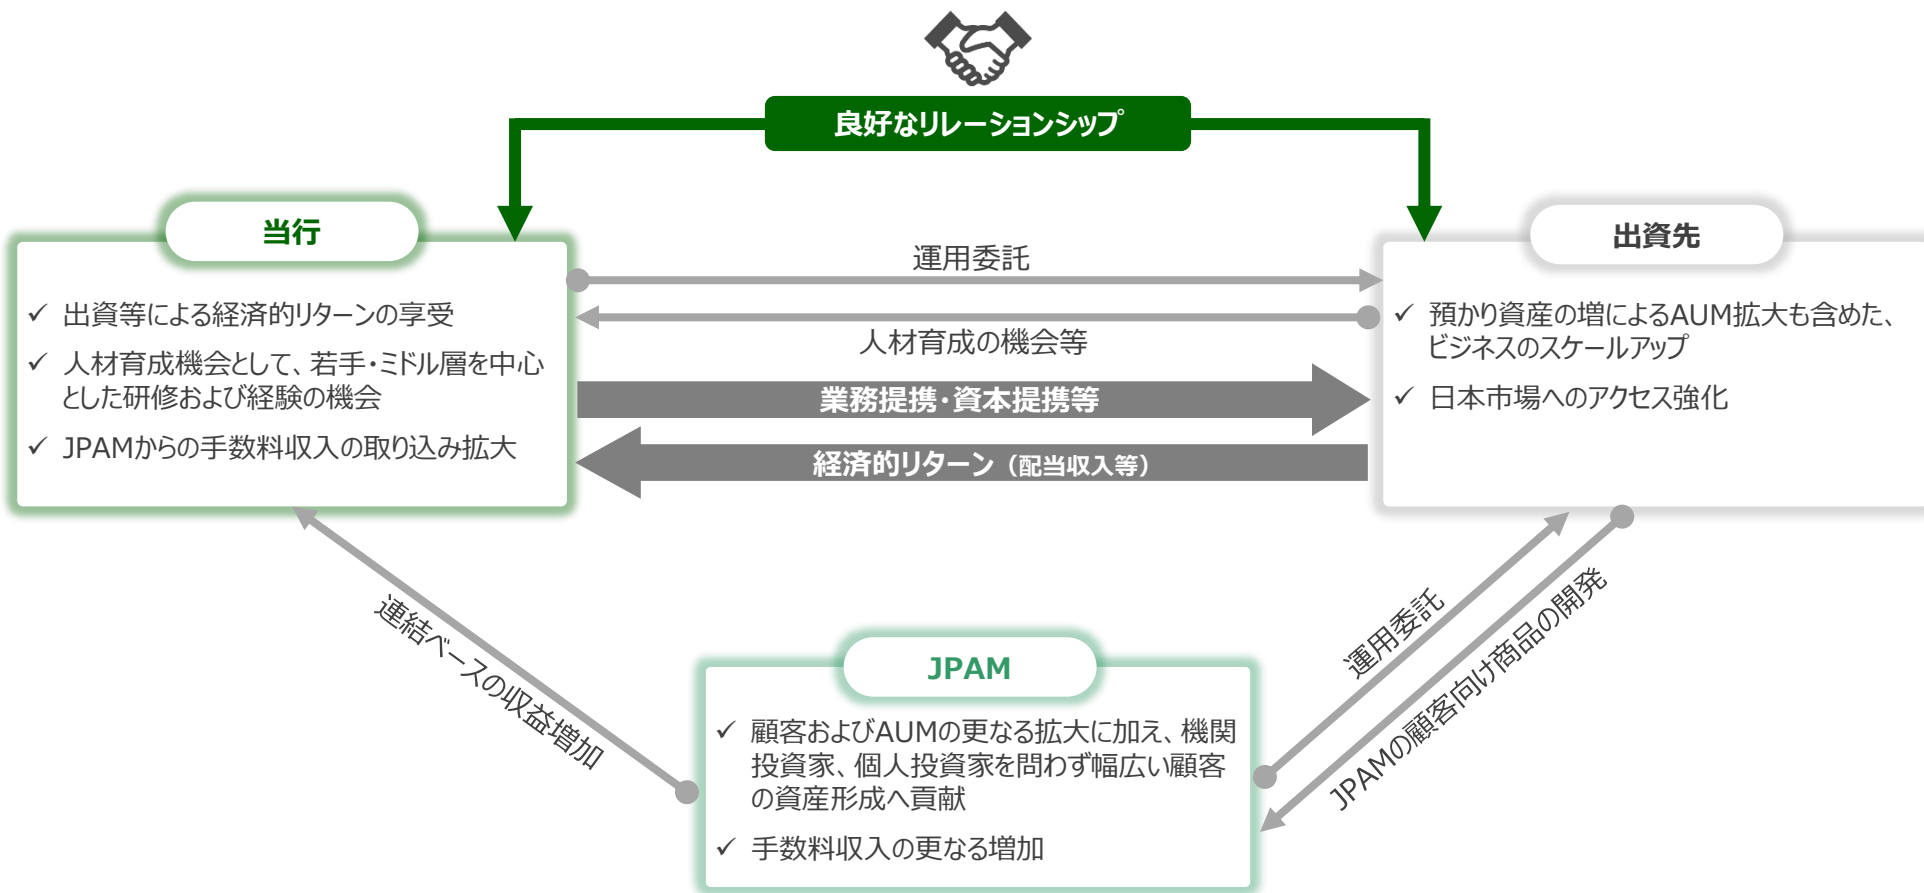 良好なリレーションシップ
当行
✓ 出資等による経済的リターンの享受
✓ 人材育成機会として、若手・ミドル層を中心
とした研修および経験の機会
✓ JPAMからの手数料収入の取り込み拡大
運用委託
人材育成の機会等
業務提携・資本提携等
経済的リターン（配当収入等）
出資先
✓ 預かり資産の増によるAUM拡大も含めた、
ビジネスのスケールアップ
✓ 日本市場へのアクセス強化
連結ベースの収益増加
運用委託
JPAMの顧客向け商品の開発
JPAM
✓ 顧客およびAUMの更なる拡大に加え、機関
投資家、個人投資家を問わず幅広い顧客
の資産形成へ貢献
✓ 手数料収入の更なる増加